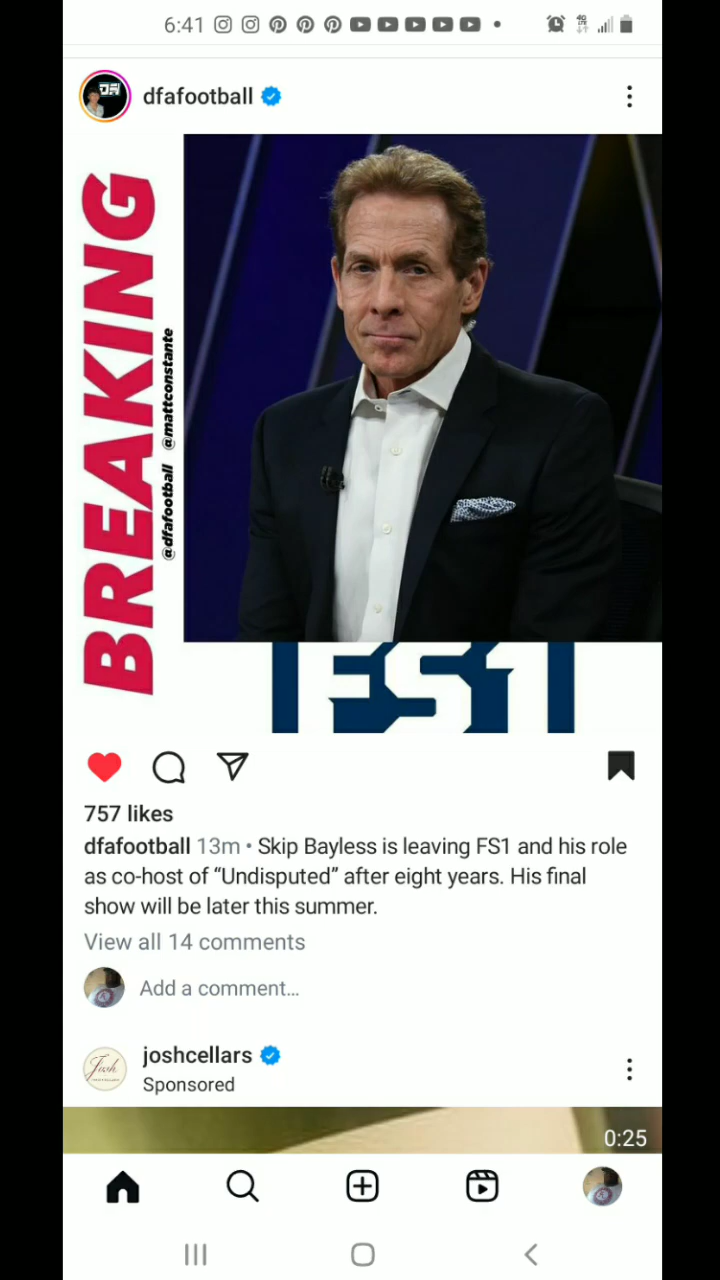 6:41
4G
dfafootball
BREAKING
@dfafootball @mattconstante
FS1
757 likes
dfafootball 13m • Skip Bayless is leaving FS1 and his role
as co-host of “Undisputed” after eight years. His final
show will be later this summer.
View all 14 comments
Add a comment...
Josh
joshcellars
Sponsored
0:25